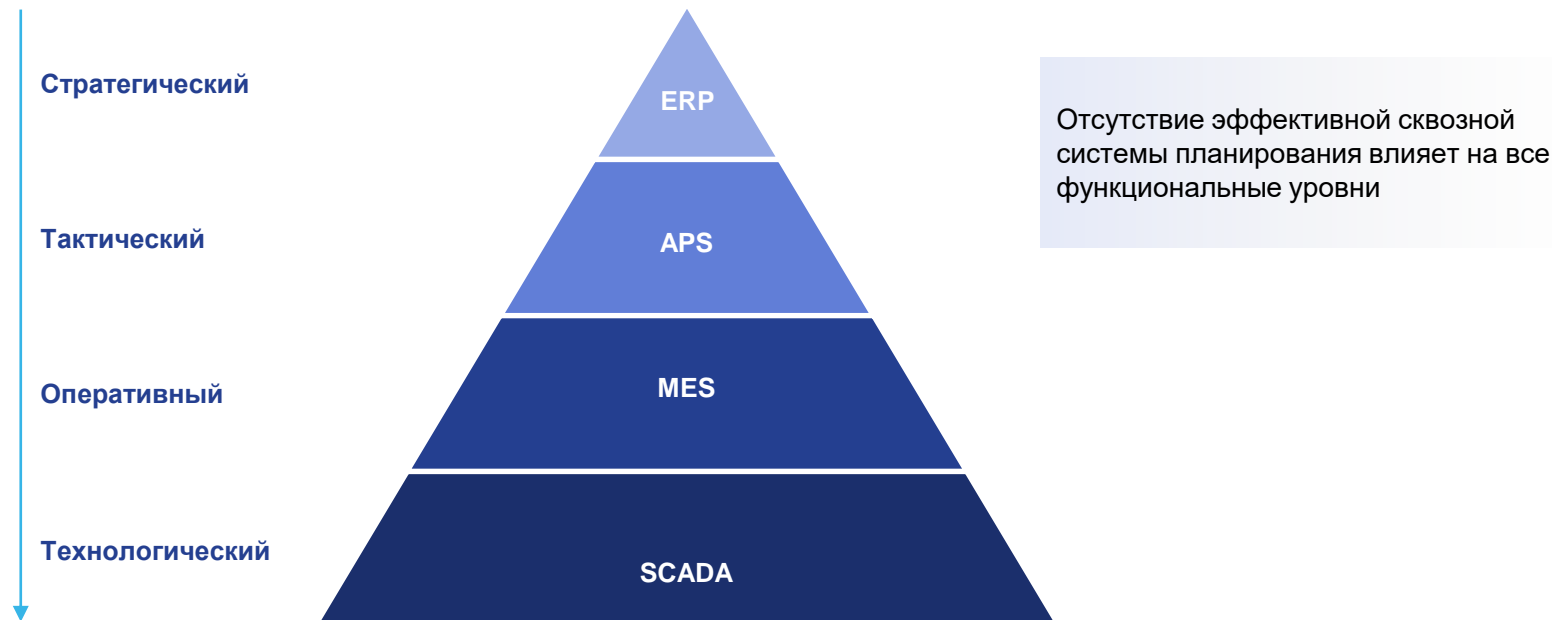 Стратегический
ERP
Отсутствие эффективной сквозной
системы планирования влияет на все
функциональные уровни
Тактический
APS
Оперативный
MES
Технологический
SCADA